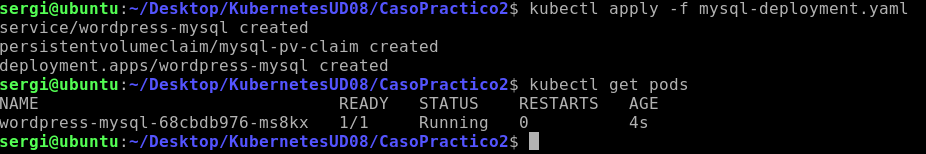 sergi@ubuntu:~/Desktop/KubernetesUD08/CasoPractico2$ kubectl apply -f mysql-deployment.yaml
service/wordpress-mysql created
persistentvolumeclaim/mysql-pv-claim created
deployment.apps/wordpress-mysql created
sergi@ubuntu:~/Desktop/KubernetesUD08/CasoPractico2$ kubectl get pods
NAME                               READY   STATUS    RESTARTS   AGE
wordpress-mysql-68cbdb976-ms8kx   1/1     Running   0          4s
sergi@ubuntu:~/Desktop/KubernetesUD08/CasoPractico2$